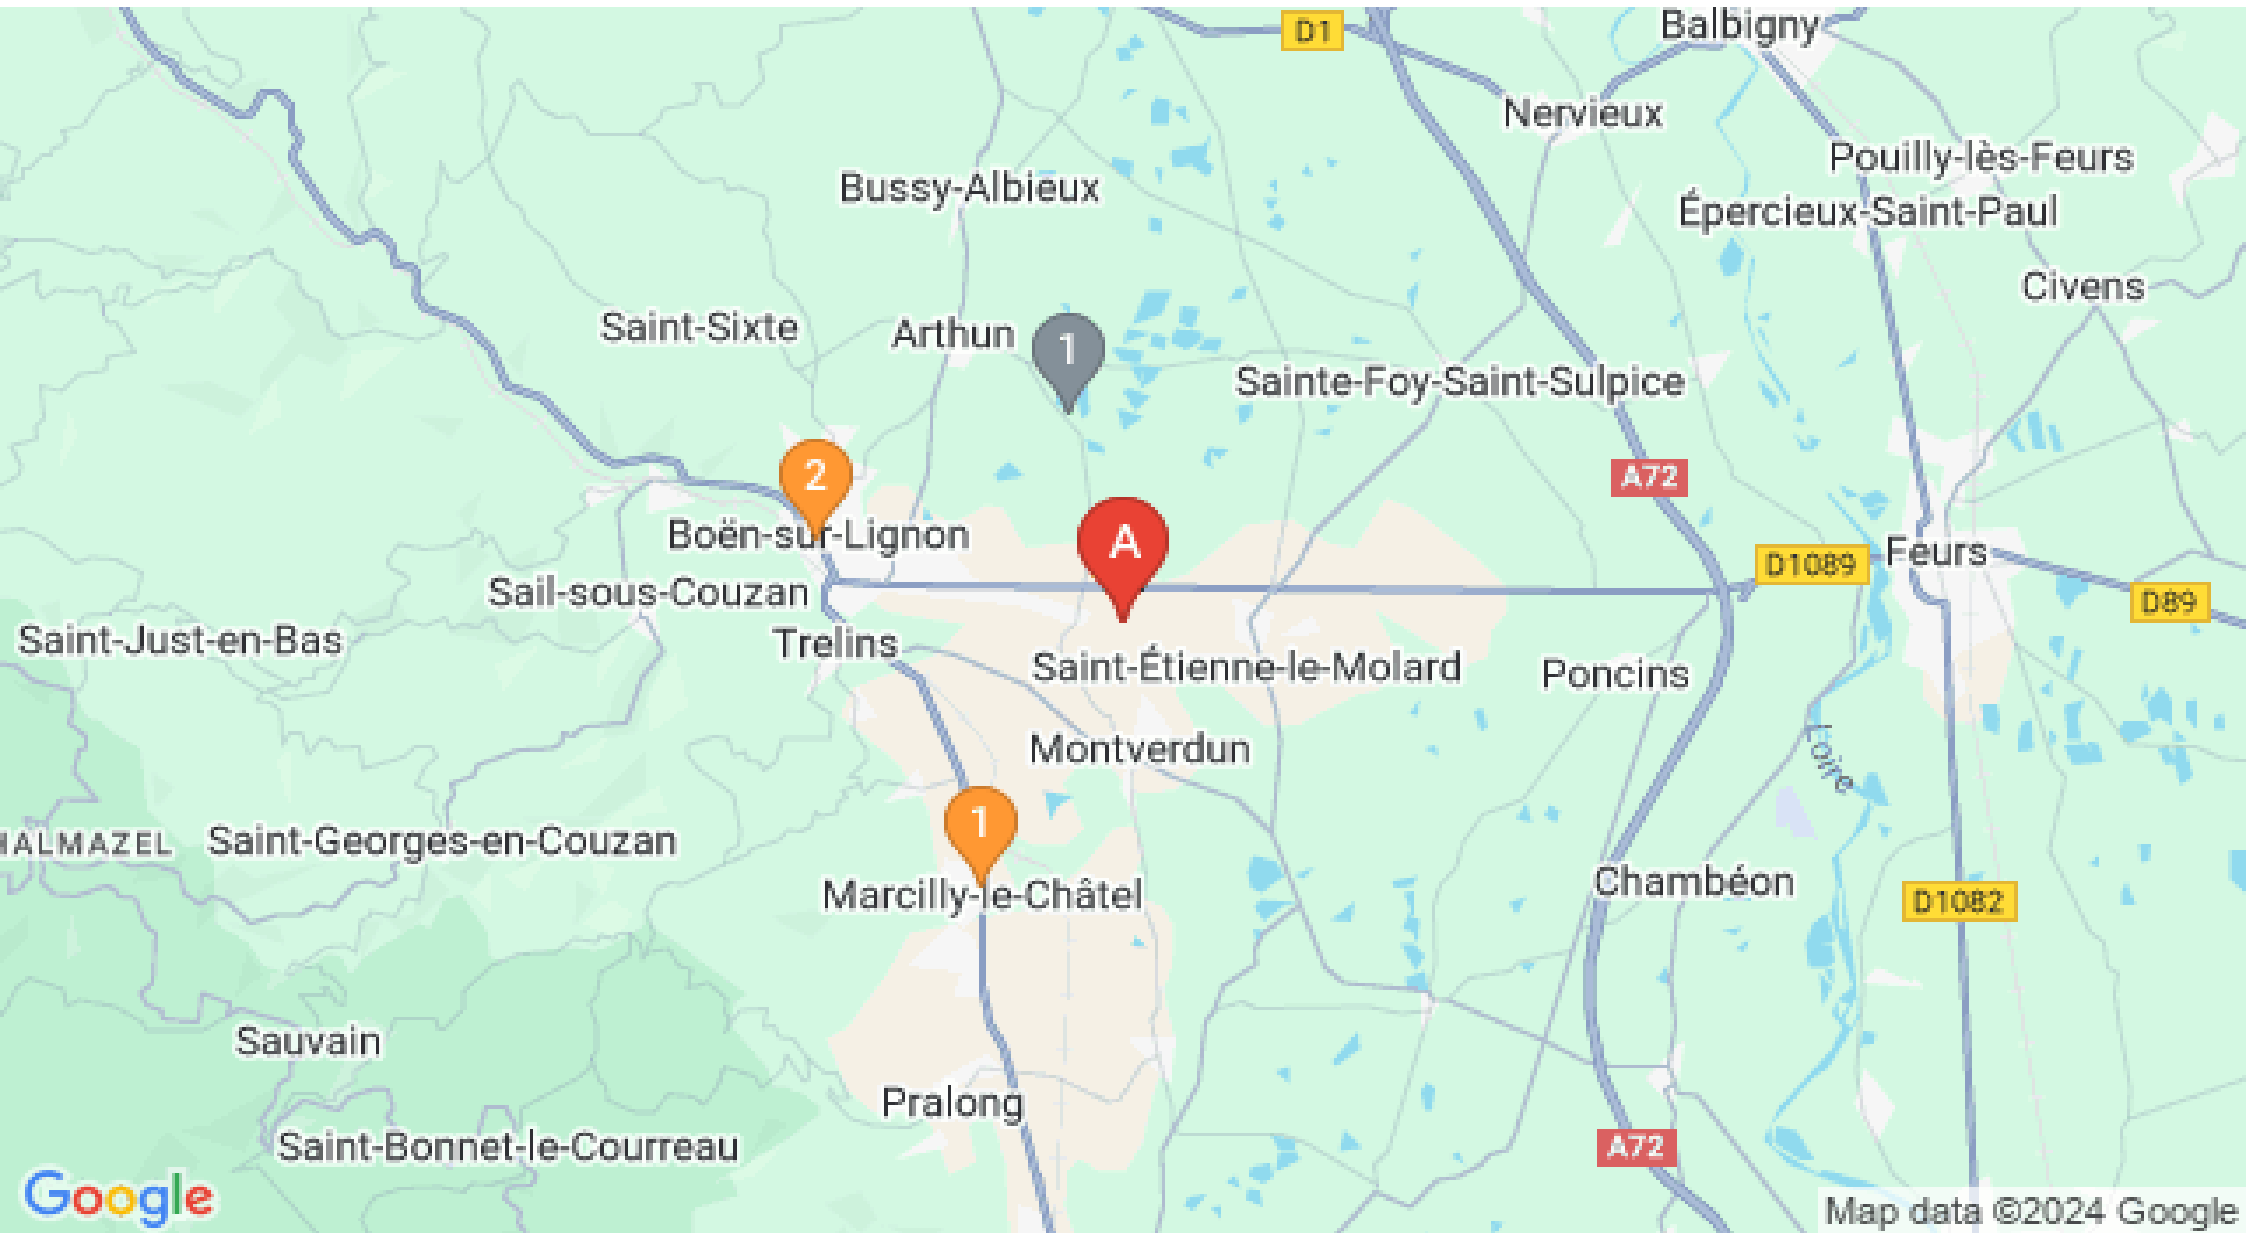 D1
Balbigny
Nervieux
Pouilly-lès-Feurs
Bussy-Albieux
Épercieux-Saint-Paul
Civens
Saint-Sixte
Arthun
1
Sainte-Foy-Saint-Sulpice
2
A72
Boën-sur-Lignon
A
D1089
Feurs
Sail-sous-Couzan
D89
Saint-Just-en-Bas
Trelins
Saint-Étienne-le-Molard
Poncins
Montverdun
Loire
1
HALMAZEL
Saint-Georges-en-Couzan
Marcilly-le-Châtel
Chambéon
D1082
Sauvain
Pralong
Saint-Bonnet-le-Courreau
A72
Google
Map data ©2024 Google